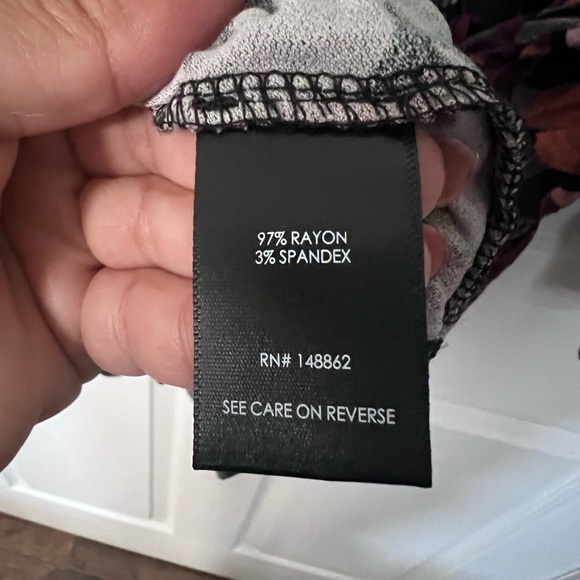 97% RAYON
3% SPANDEX
RN# 148862
SEE CARE ON REVERSE